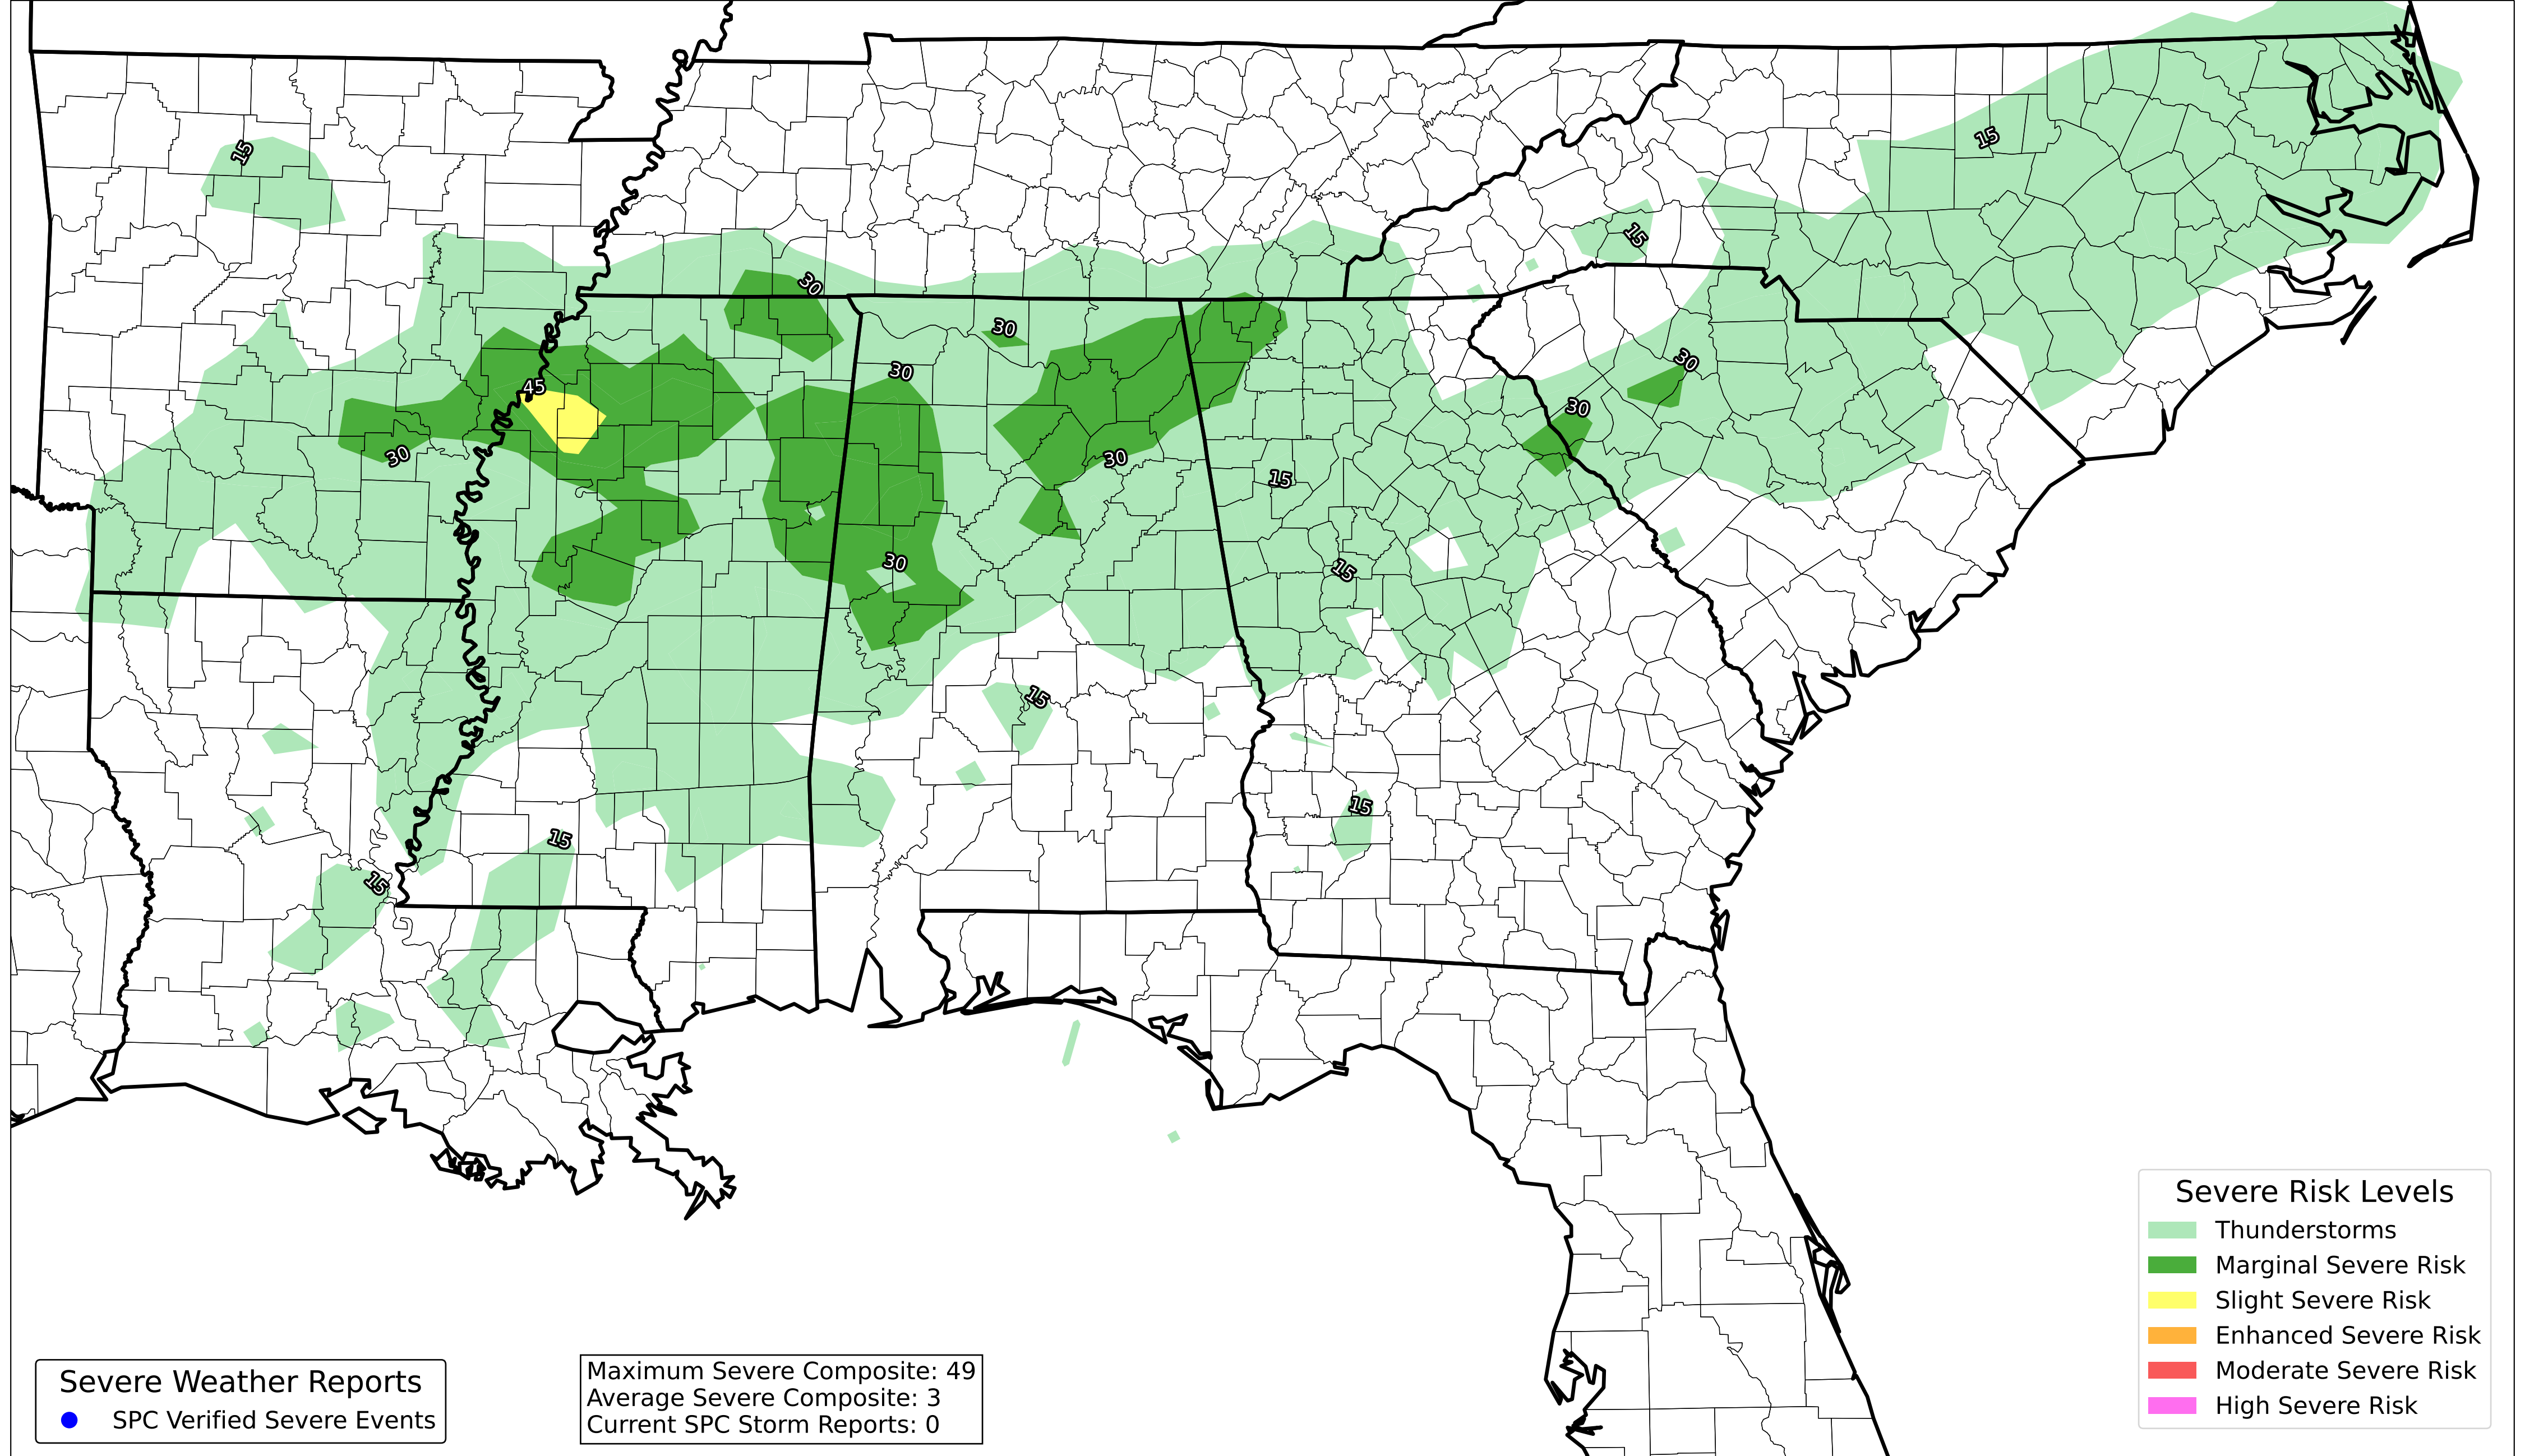 15
15
15
30
30
30
30
45
30
30
30
30
15
30
15
15
15
15
15
Severe Risk Levels
Thunderstorms
Marginal Severe Risk
Slight Severe Risk
Enhanced Severe Risk
Moderate Severe Risk
High Severe Risk
Severe Weather Reports
SPC Verified Severe Events
Maximum Severe Composite: 49
Average Severe Composite: 3
Current SPC Storm Reports: 0